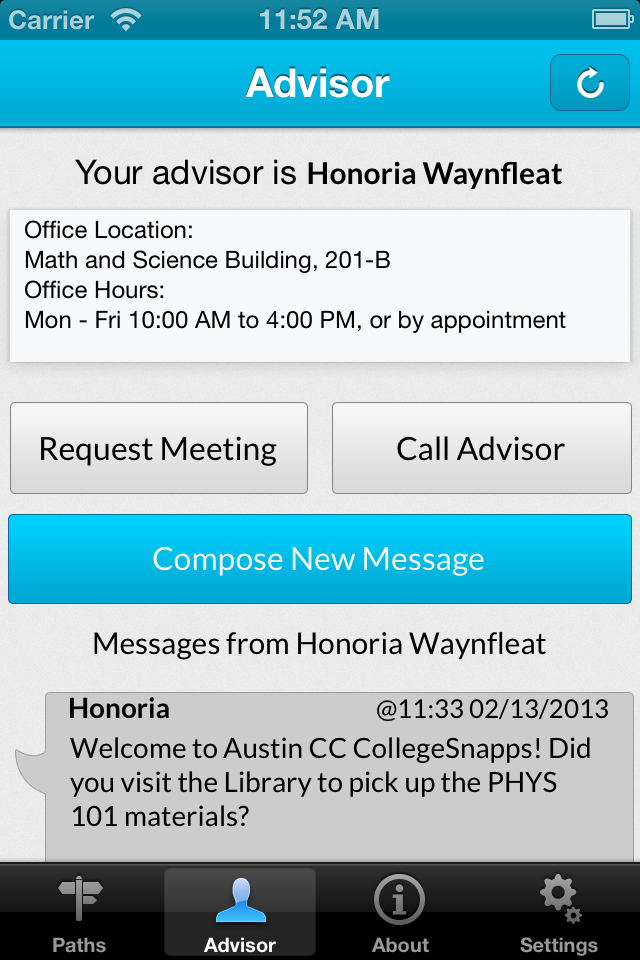 Carrier 11:52 AM
Advisor
Your advisor is Honoria Waynfleat
Office Location:
Math and Science Building, 201-B
Office Hours:
Mon - Fri 10:00 AM to 4:00 PM, or by appointment
Request Meeting Call Advisor
Compose New Message
Messages from Honoria Waynfleat
Honoria @11:33 02/13/2013
Welcome to Austin CC CollegeSnapps! Did
you visit the Library to pick up the PHYS
101 materials?
Paths Advisor About Settings